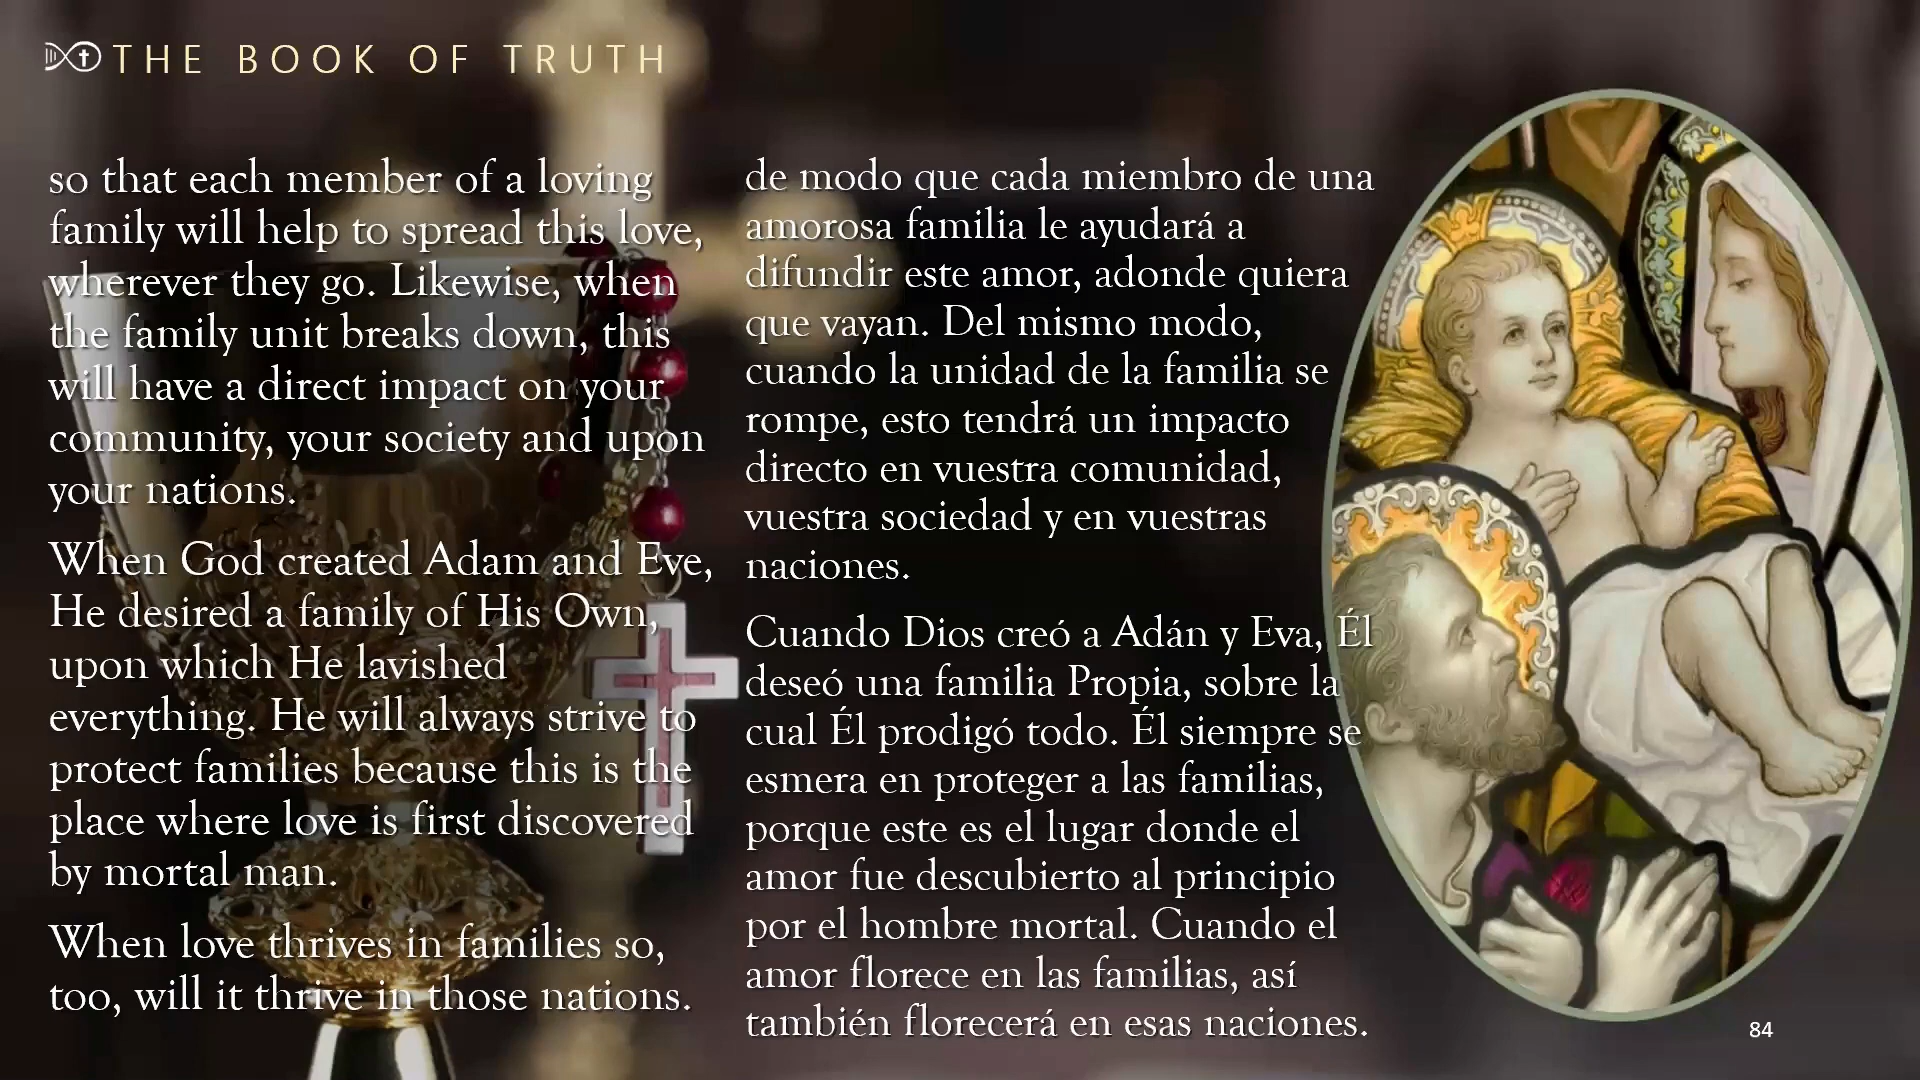 THE BOOK OF TRUTH
so that each member of a loving
family will help to spread this love,
wherever they go. Likewise, when
the family unit breaks down, this
will have a direct impact on your
community, your society and upon
your nations.
When God created Adam and Eve,
He desired a family of His Own,
upon which He lavished
everything. He will always strive to
protect families because this is the
place where love is first discovered
by mortal man.
When love thrives in families so,
too, will it thrive in those nations.
de modo que cada miembro de una
amorosa familia le ayudará a
difundir este amor, adonde quiera
que vayan. Del mismo modo,
cuando la unidad de la familia se
rompe, esto tendrá un impacto
directo en vuestra comunidad,
vuestra sociedad y en vuestras
naciones.
Cuando Dios creó a Adán y Eva, Él
deseó una familia Propia, sobre la
cual Él prodigó todo. Él siempre se
esmera en proteger a las familias,
porque este es el lugar donde el
amor fue descubierto al principio
por el hombre mortal. Cuando el
amor florece en las familias, así
también florecerá en esas naciones.
84